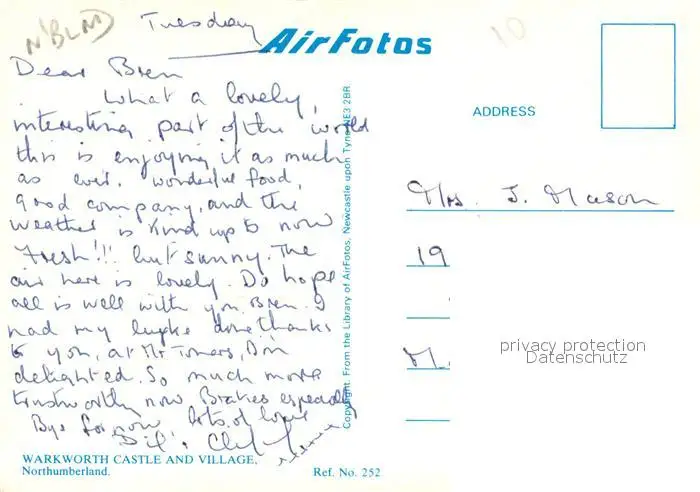 N'BLND
Tuesday
AirFotos
Dear Bren
What a lovely,
interesting part of the world
this is enjoying it as much
as ever. wonderful food,
good company, and the
weather is kind up to now
Fresh!!! but sunny. The
air here is lovely. Do hope
all is well with you Bren. I
had my done thanks
to you, at Mr I'm
delighted. So much more
trustworthy now Brakes especially
Bye for now lots of love
WARKWORTH CASTLE AND VILLAGE,
Northumberland.
Ref. No. 252
Copyright. From the Library of AirFotos, Newcastle upon Tyne NE3 2BR
10
ADDRESS
Mrs. J. Mason
19
M.
privacy protection
Datenschutz